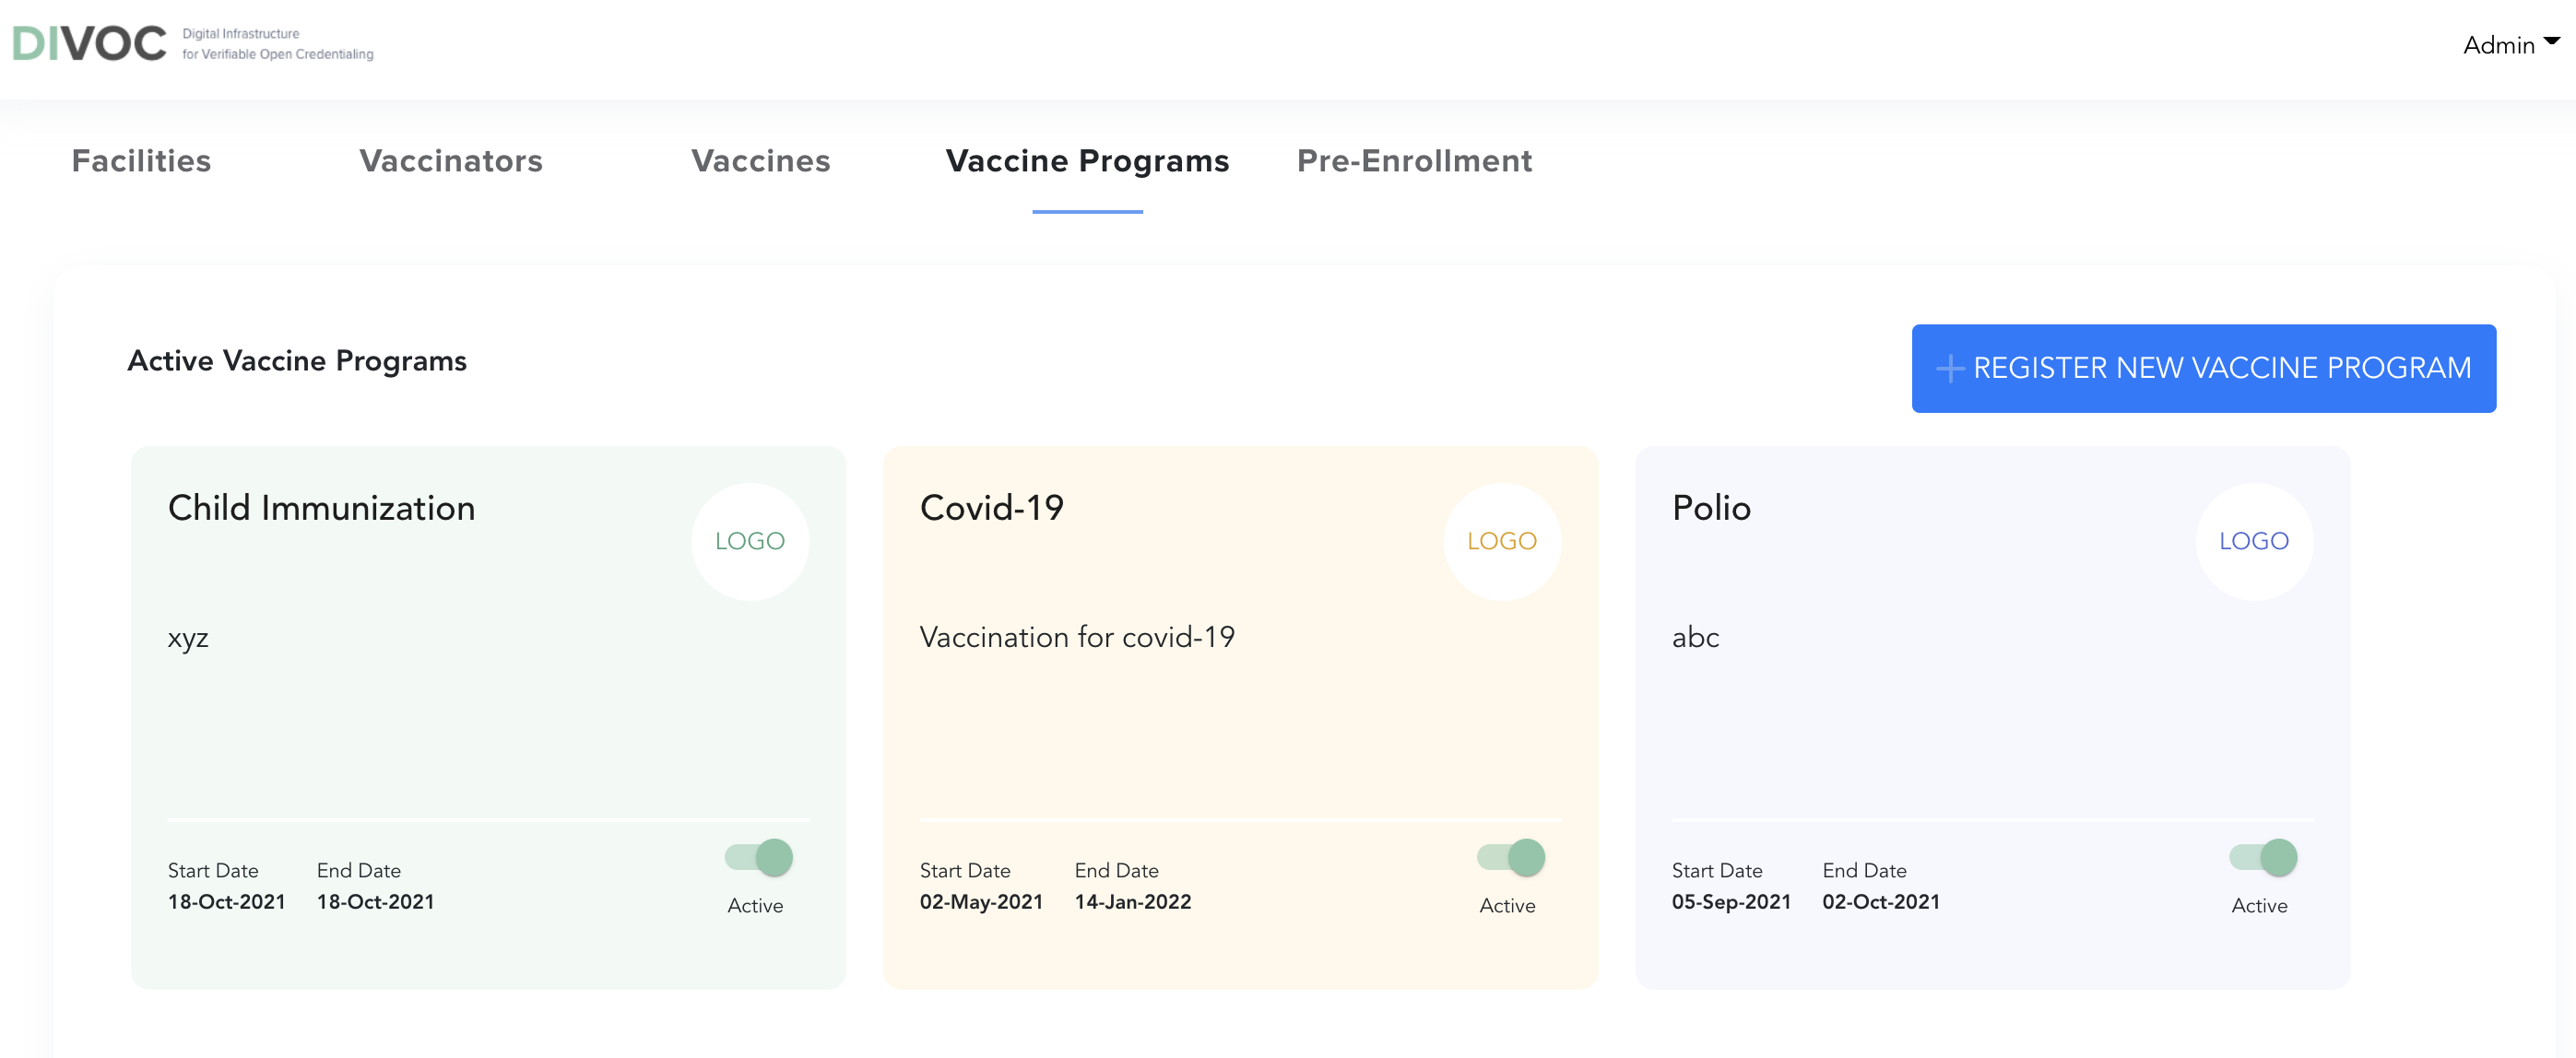 DIVOC
Digital Infrastructure
for Verifiable Open Credentialing
Admin
Facilities
Vaccinators
Vaccines
Vaccine Programs
Pre-Enrollment
Active Vaccine Programs
REGISTER NEW VACCINE PROGRAM
Child Immunization
LOGO
xyz
Start Date
End Date
18-Oct-2021
18-Oct-2021
Active
Covid-19
LOGO
Vaccination for covid-19
Start Date
End Date
02-May-2021
14-Jan-2022
Active
Polio
LOGO
abc
Start Date
End Date
05-Sep-2021
02-Oct-2021
Active